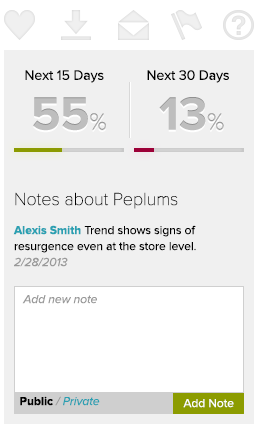 ?
Next 15 Days Next 30 Days
55% 13%
Notes about Peplums
Alexis Smith Trend shows signs of
resurgence even at the store level.
2/28/2013
Add new note
Public / Private Add Note